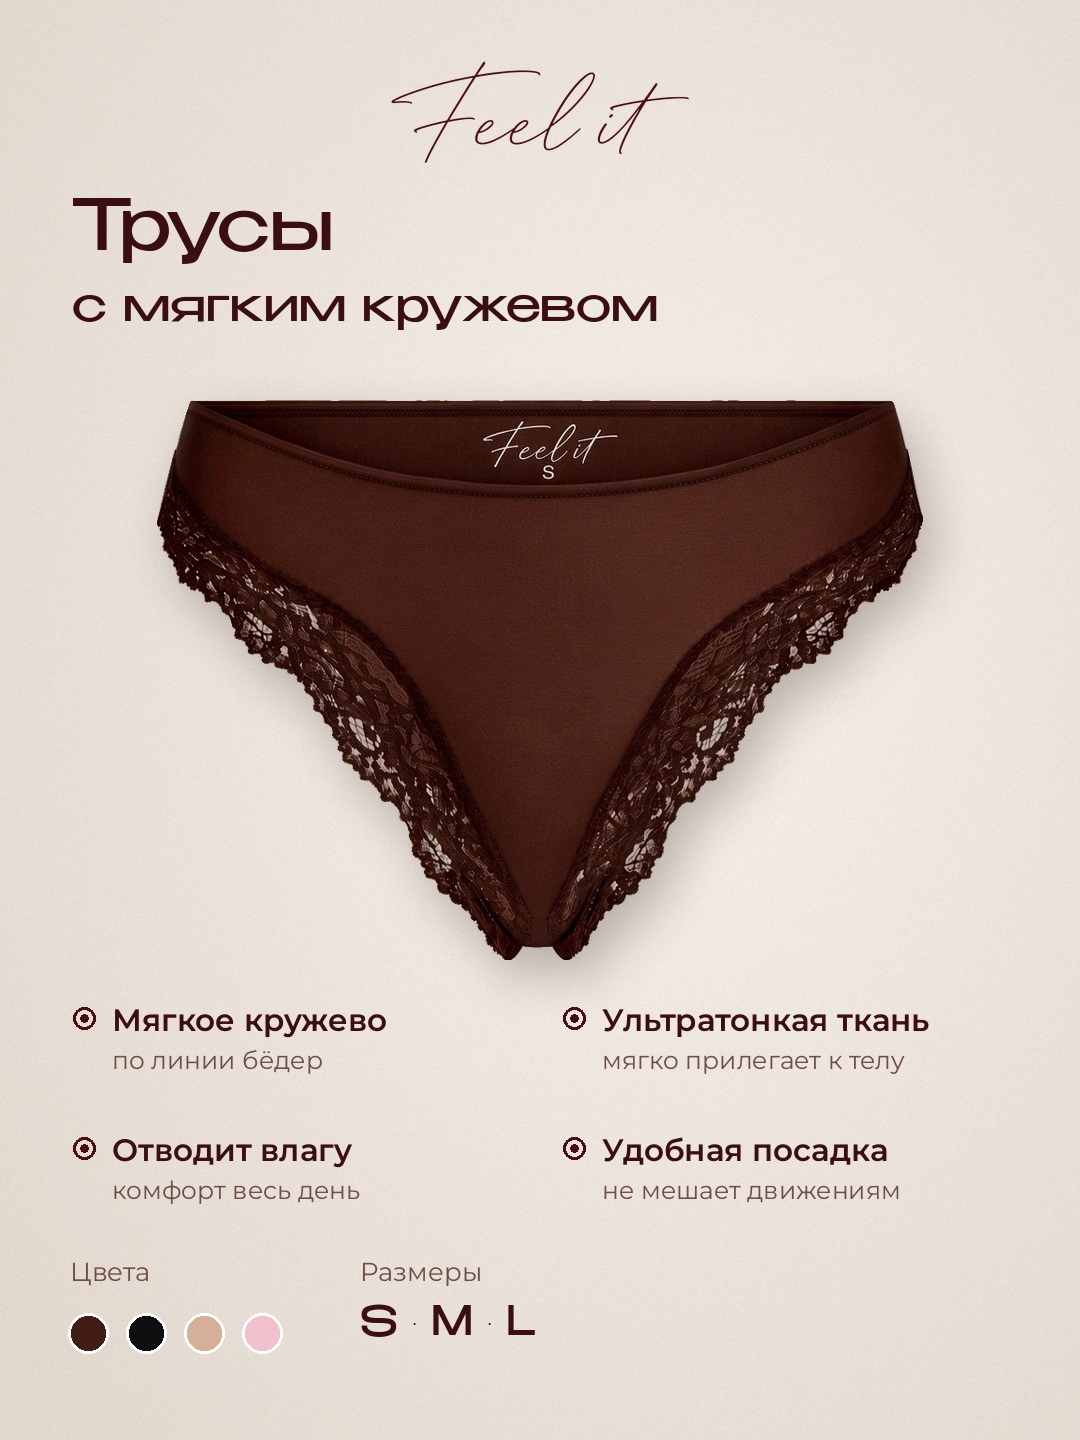 Feel it
Трусы
с мягким кружевом
Feel it
S
Мягкое кружево
по линии бёдер
Ультратонкая ткань
мягко прилегает к телу
Отводит влагу
комфорт весь день
Удобная посадка
не мешает движениям
Цвета
Размеры
S · M · L